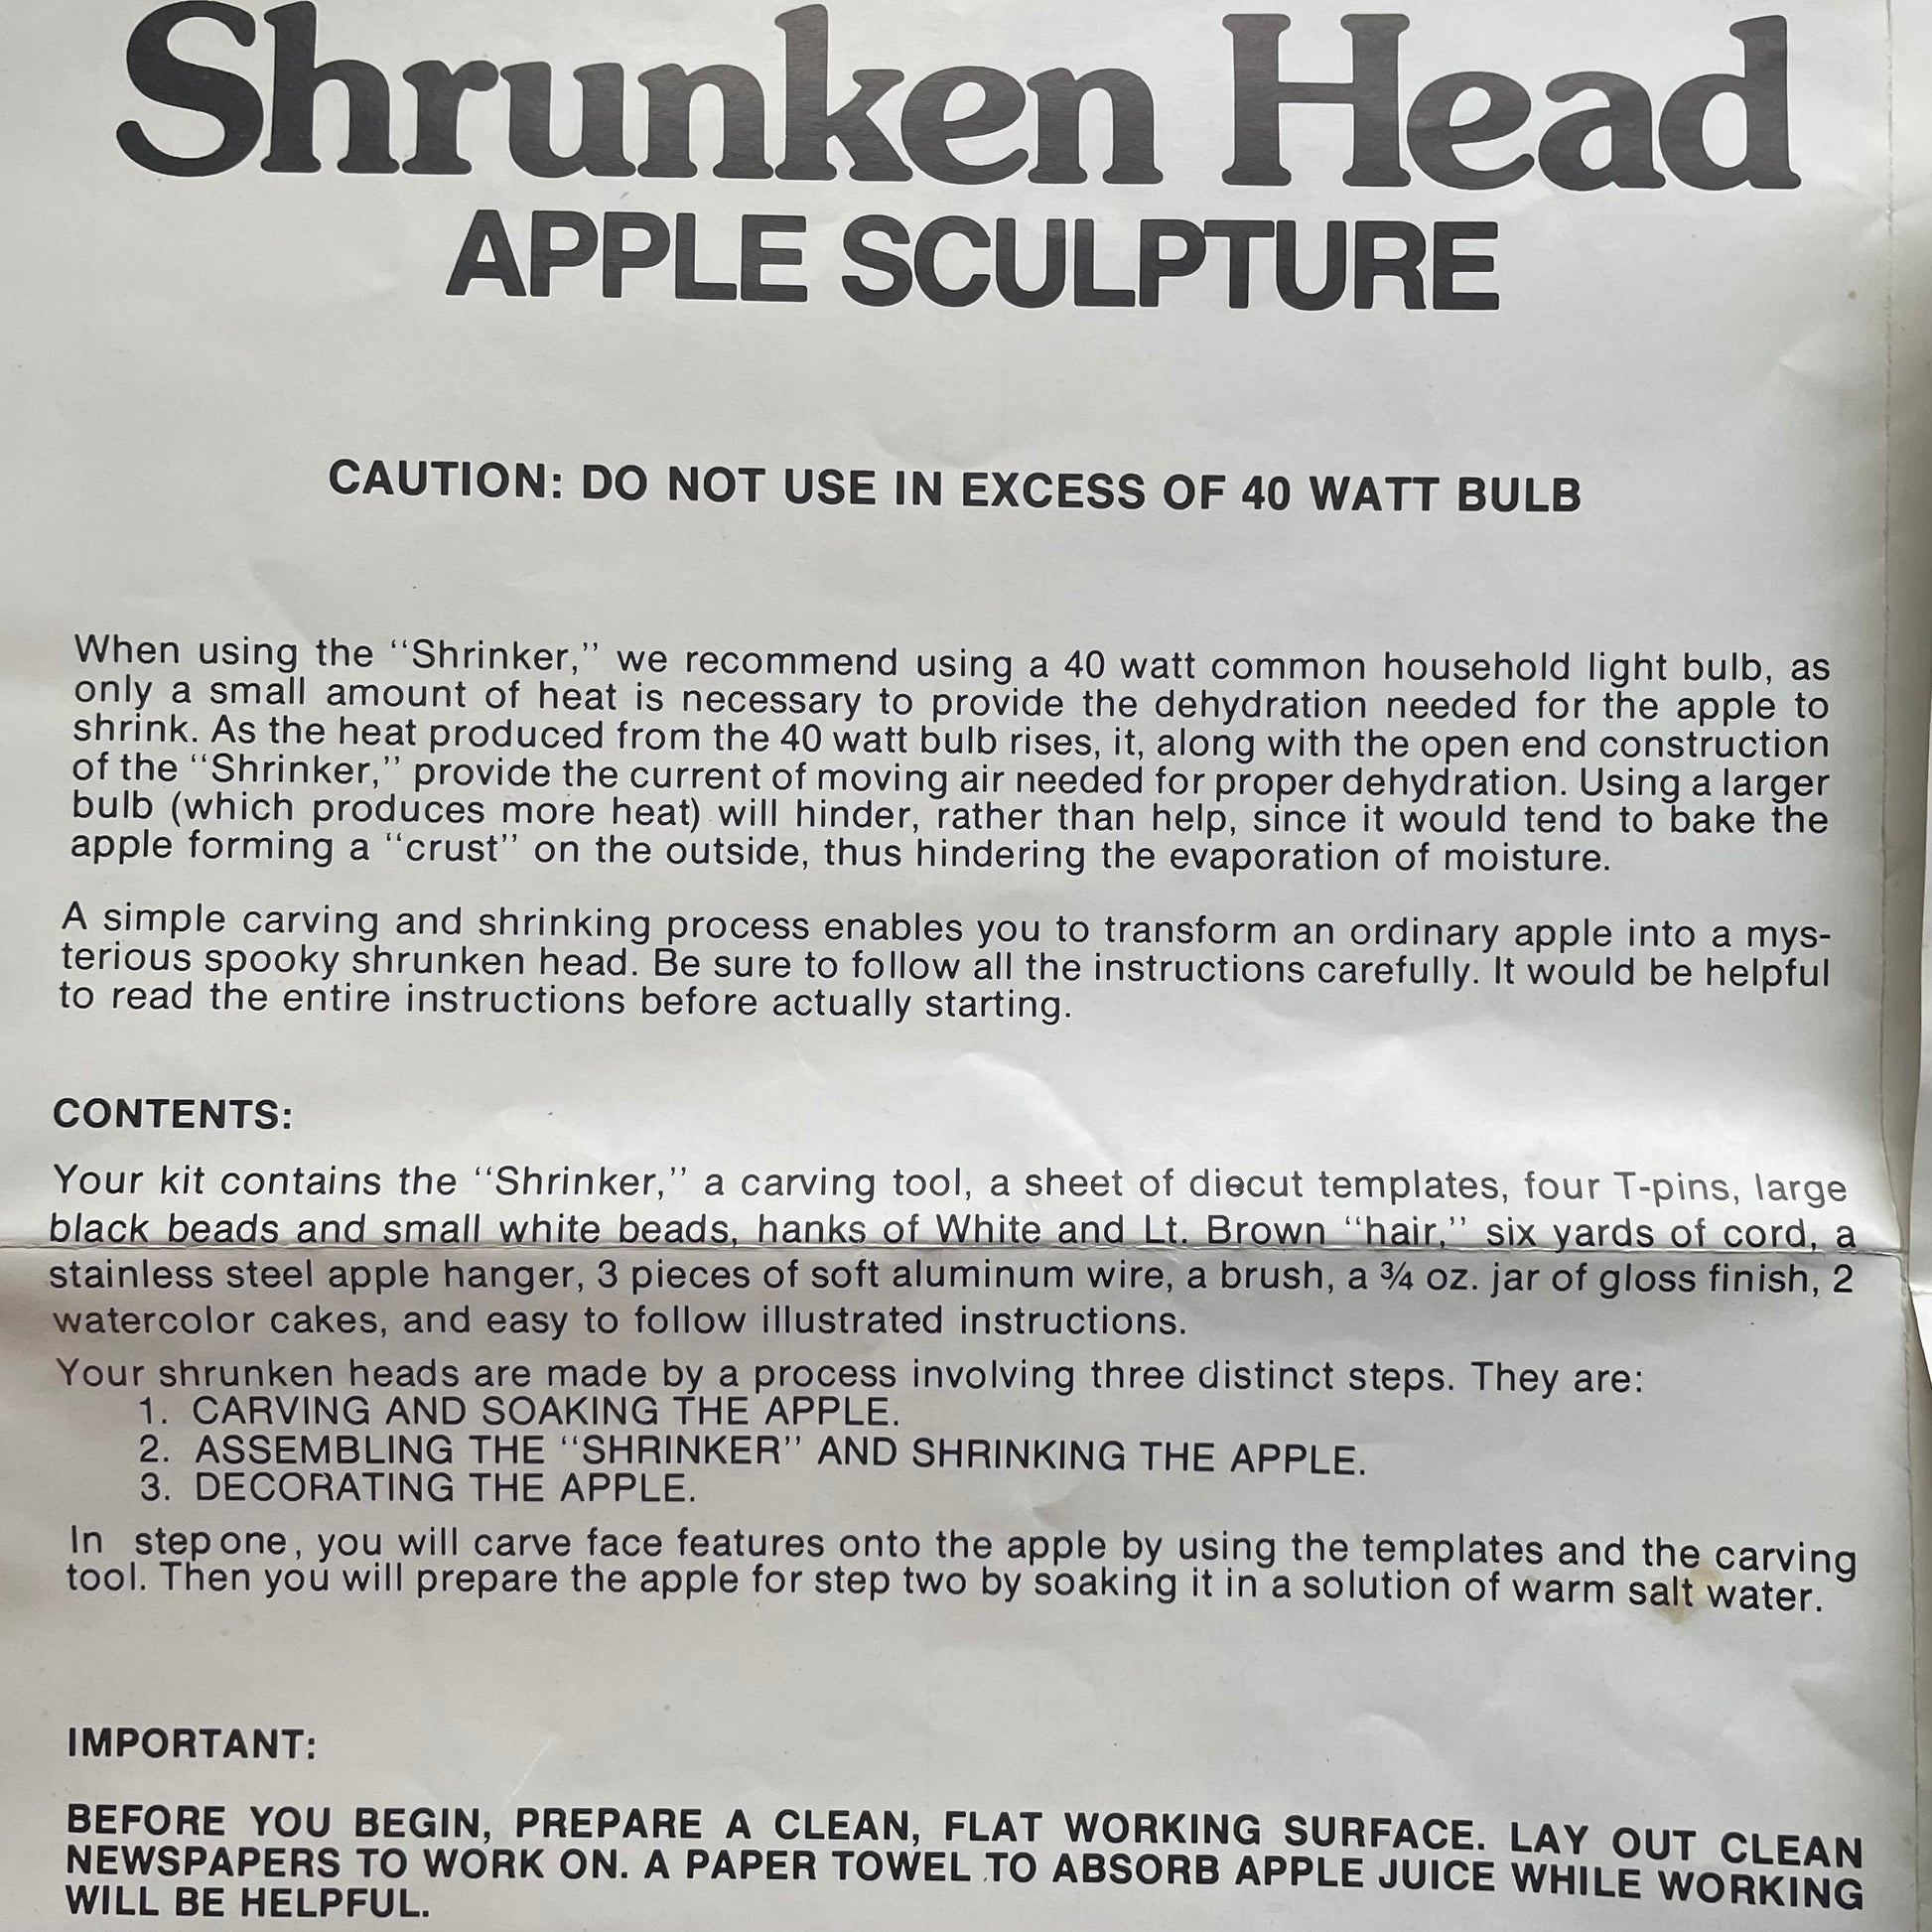 Shrunken Head
APPLE SCULPTURE
CAUTION: DO NOT USE IN EXCESS OF 40 WATT BULB
When using the ‘‘Shrinker,’’ we recommend using a 40 watt common household light bulb, as
only a small amount of heat is necessary to provide the dehydration needed for the apple to
shrink. As the heat produced from the 40 watt bulb rises, it, along with the open end construction
of the ‘‘Shrinker,’’ provide the current of moving air needed for proper dehydration. Using a larger
bulb (which produces more heat) will hinder, rather than help, since it would tend to bake the
apple forming a ‘‘crust’’ on the outside, thus hindering the evaporation of moisture.
A simple carving and shrinking process enables you to transform an ordinary apple into a mys-
terious spooky shrunken head. Be sure to follow all the instructions carefully. It would be helpful
to read the entire instructions before actually starting.
CONTENTS:
Your kit contains the ‘‘Shrinker,’’ a carving tool, a sheet of diecut templates, four T-pins, large
black beads and small white beads, hanks of White and Lt. Brown ‘‘hair,’’ six yards of cord, a
stainless steel apple hanger, 3 pieces of soft aluminum wire, a brush, a ¾ oz. jar of gloss finish, 2
watercolor cakes, and easy to follow illustrated instructions.
Your shrunken heads are made by a process involving three distinct steps. They are:
1. CARVING AND SOAKING THE APPLE.
2. ASSEMBLING THE ‘‘SHRINKER’’ AND SHRINKING THE APPLE.
3. DECORATING THE APPLE.
In step one, you will carve face features onto the apple by using the templates and the carving
tool. Then you will prepare the apple for step two by soaking it in a solution of warm salt water.
IMPORTANT:
BEFORE YOU BEGIN, PREPARE A CLEAN, FLAT WORKING SURFACE. LAY OUT CLEAN
NEWSPAPERS TO WORK ON. A PAPER TOWEL TO ABSORB APPLE JUICE WHILE WORKING
WILL BE HELPFUL.